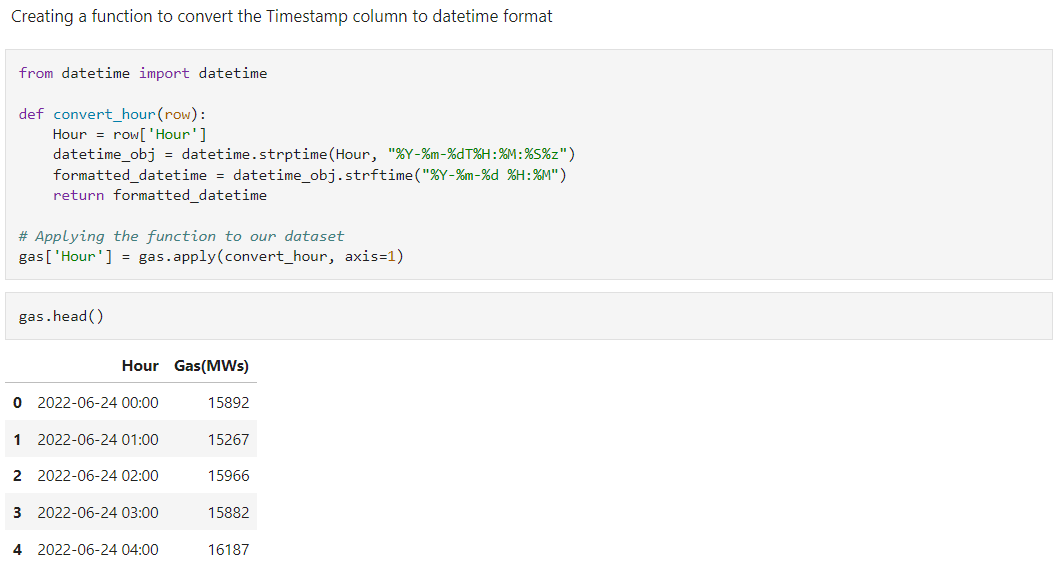 Creating a function to convert the Timestamp column to datetime format
from datetime import datetime
def convert_hour(row):
    Hour = row['Hour']
    datetime_obj = datetime.strptime(Hour, "%Y-%m-%dT%H:%M:%S%z")
    formatted_datetime = datetime_obj.strftime("%Y-%m-%d %H:%M")
    return formatted_datetime
# Applying the function to our dataset
gas['Hour'] = gas.apply(convert_hour, axis=1)
gas.head()
Hour Gas(MWs)
0 2022-06-24 00:00 15892
1 2022-06-24 01:00 15267
2 2022-06-24 02:00 15966
3 2022-06-24 03:00 15882
4 2022-06-24 04:00 16187